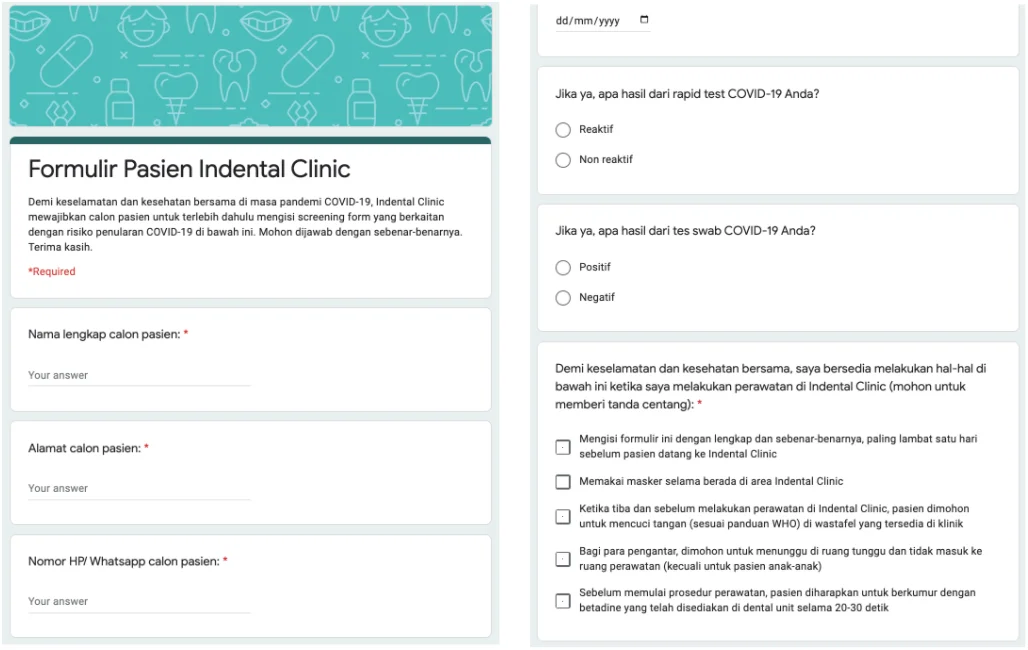 Formulir Pasien Indental Clinic
Demi keselamatan dan kesehatan bersama di masa pandemi COVID-19, Indental Clinic
mewajibkan calon pasien untuk terlebih dahulu mengisi screening form yang berkaitan
dengan risiko penularan COVID-19 di bawah ini. Mohon dijawab dengan sebenar-benarnya.
Terima kasih.
*Required
Nama lengkap calon pasien: *
Your answer
Alamat calon pasien: *
Your answer
Nomor HP/ Whatsapp calon pasien: *
Your answer
dd/mm/yyyy
Jika ya, apa hasil dari rapid test COVID-19 Anda?
Reaktif
Non reaktif
Jika ya, apa hasil dari tes swab COVID-19 Anda?
Positif
Negatif
Demi keselamatan dan kesehatan bersama, saya bersedia melakukan hal-hal di
bawah ini ketika saya melakukan perawatan di Indental Clinic (mohon untuk
memberi tanda centang): *
Mengisi formulir ini dengan lengkap dan sebenar-benarnya, paling lambat satu hari
sebelum pasien datang ke Indental Clinic
Memakai masker selama berada di area Indental Clinic
Ketika tiba dan sebelum melakukan perawatan di Indental Clinic, pasien dimohon
untuk mencuci tangan (sesuai panduan WHO) di wastafel yang tersedia di klinik
Bagi para pengantar, dimohon untuk menunggu di ruang tunggu dan tidak masuk ke
ruang perawatan (kecuali untuk pasien anak-anak)
Sebelum memulai prosedur perawatan, pasien diharapkan untuk berkumur dengan
betadine yang telah disediakan di dental unit selama 20-30 detik